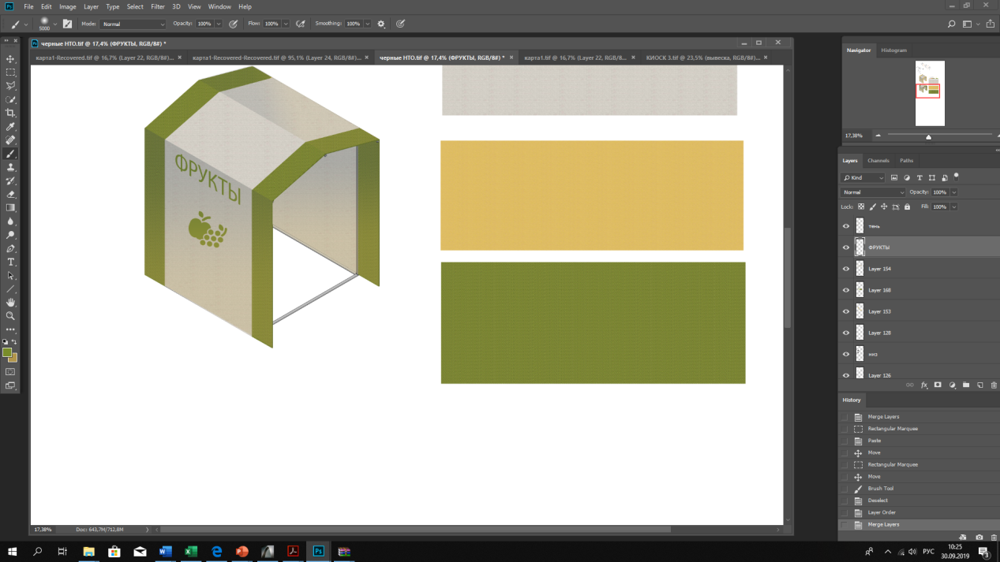 Ps File Edit Image Layer Type Select Filter 3D View Window Help
5000 Mode: Normal Opacity: 100% Flow: 100% Smoothing: 100%
Ps черные НТО.tif @ 17,4% (ФРУКТЫ, RGB/8#) *
карта1-Recovered.tif @ 16,7% (Layer 22, RGB/8#)... × карта1-Recovered-Recovered.tif @ 95,1% (Layer 24, RGB/8#)... × черные НТО.tif @ 17,4% (ФРУКТЫ, RGB/8#) * × карта1.tif @ 16,7% (Layer 22, RGB/8... × КИОСК 3.tif @ 23,5% (вывеска, RGB/8#)... ×
ФРУКТЫ
17,38% Doc: 643,7M/712,8M
Navigator Histogram
17,38%
Layers Channels Paths
Kind
Normal Opacity: 100%
Lock: Fill: 100%
тень
ФРУКТЫ
Layer 154
Layer 160
Layer 153
Layer 128
низ
Layer 126
fx
History
Merge Layers
Rectangular Marquee
Paste
Move
Rectangular Marquee
Move
Brush Tool
Deselect
Layer Order
Merge Layers
РУС 10:25
30.09.2019 3